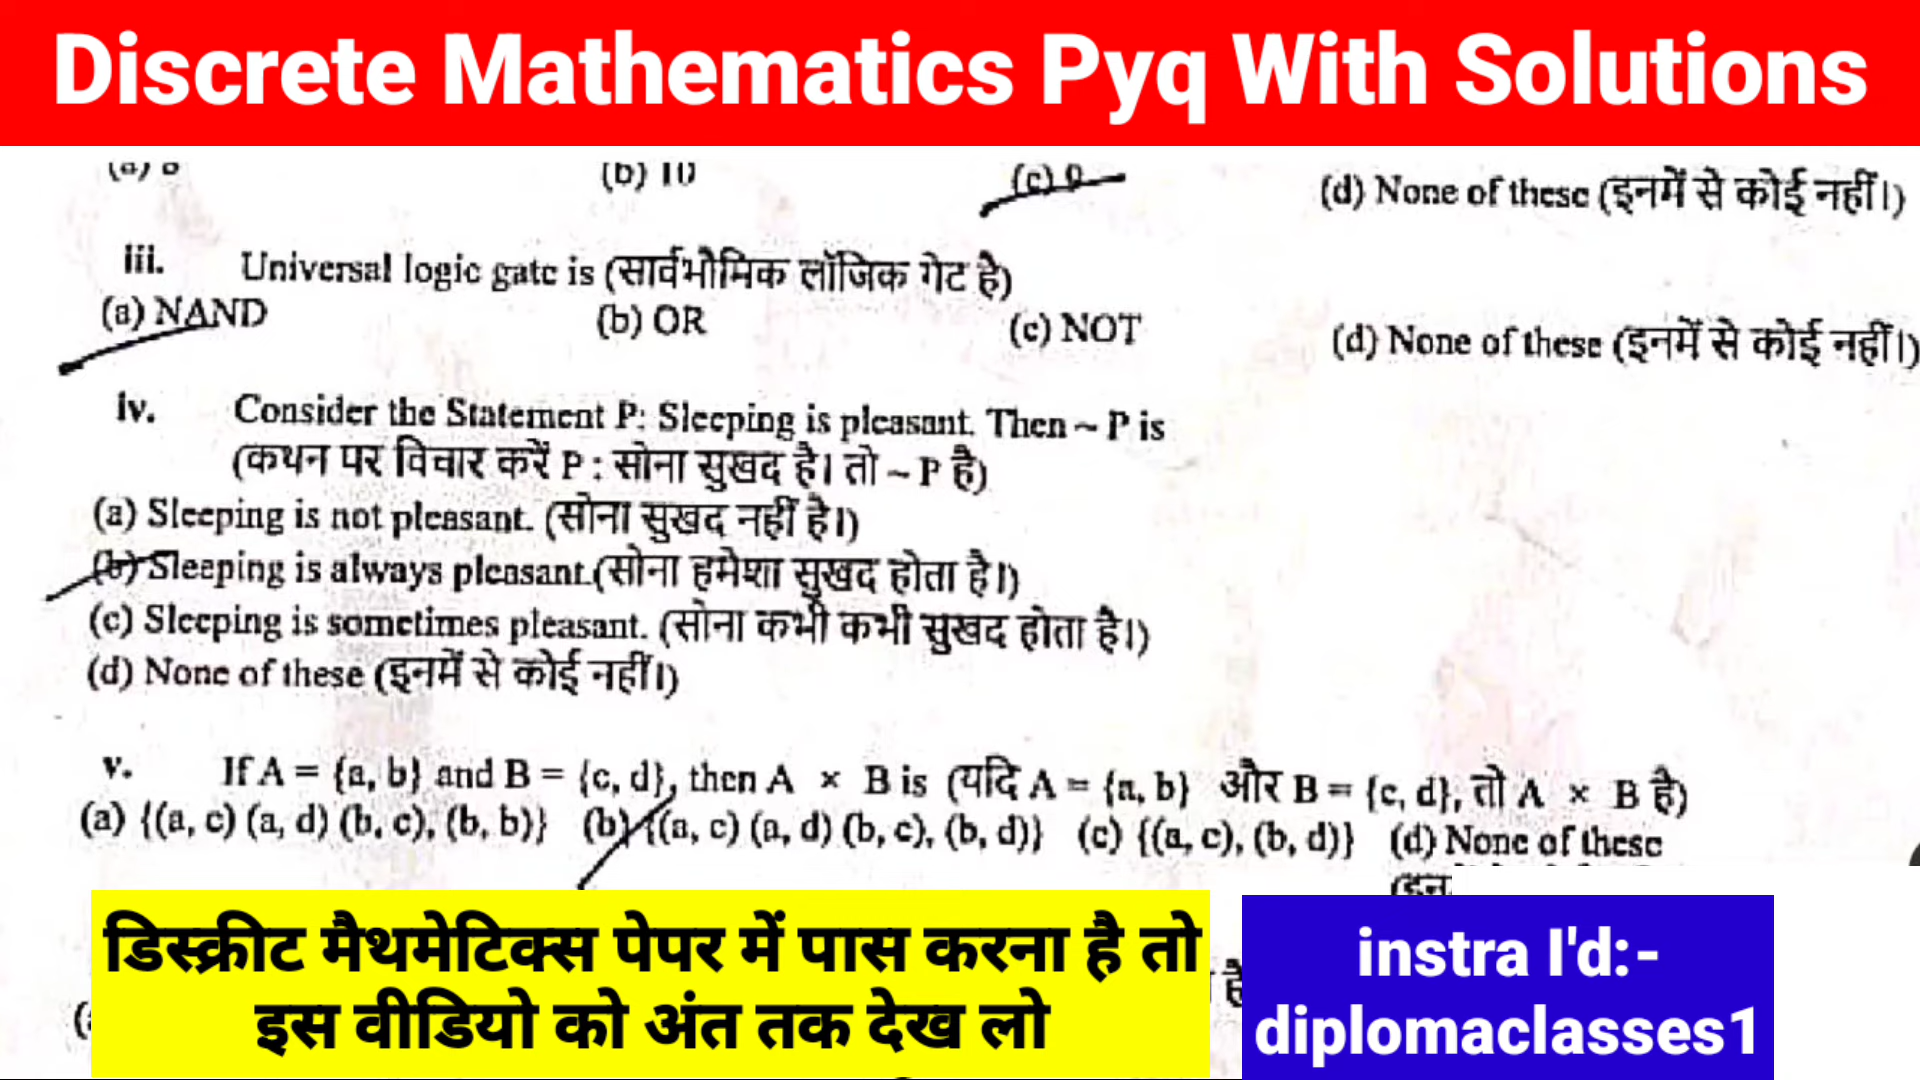 Discrete Mathematics Pyq With Solutions
(a) 8 (b) 10 (c) 9 (d) None of these (इनमें से कोई नहीं।)
iii. Universal logic gate is (सार्वभौमिक लॉजिक गेट है)
(a) NAND (b) OR (c) NOT (d) None of these (इनमें से कोई नहीं।)
iv. Consider the Statement P: Sleeping is pleasant. Then ~ P is
(कथन पर विचार करें P : सोना सुखद है। तो ~ P है)
(a) Sleeping is not pleasant. (सोना सुखद नहीं है।)
(b) Sleeping is always pleasant.(सोना हमेशा सुखद होता है।)
(c) Sleeping is sometimes pleasant. (सोना कभी कभी सुखद होता है।)
(d) None of these (इनमें से कोई नहीं।)
v. If A = {a, b} and B = {c, d}, then A × B is (यदि A = {a, b} और B = {c, d}, तो A × B है)
(a) {(a, c) (a, d) (b, c), (b, b)} (b) {(a, c) (a, d) (b, c), (b, d)} (c) {(a, c), (b, d)} (d) None of these
डिस्क्रीट मैथमेटिक्स पेपर में पास करना है तो
इस वीडियो को अंत तक देख लो
instra I'd:-
diplomaclasses1